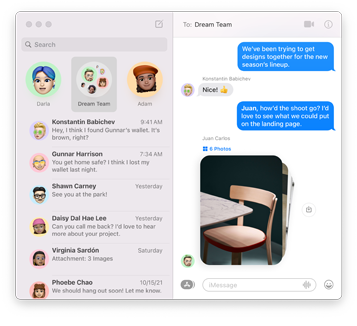 Search
Daria
Dream Team
Adam
Konstantin Babichev 9:41 AM
Hey, I think I found Gunnar's wallet. It's
brown, right?
Gunnar Harrison 7:34 AM
You get home safe? I think I lost my
wallet last night.
Shawn Carney Yesterday
See you at the park!
Daisy Dal Hae Lee Yesterday
Can you call me back? I'd love to hear
more about your project.
Virginia Sardón Saturday
Attachment: 3 Images
Phoebe Chao 10/15/21
We should hang out soon! Let me know.
To: Dream Team
We've been trying to get
designs together for the new
season's lineup.
Konstantin Babichev
Nice! 👍
Juan, how'd the shoot go? I'd
love to see what we could put
on the landing page.
Juan Carlos
6 Photos
iMessage